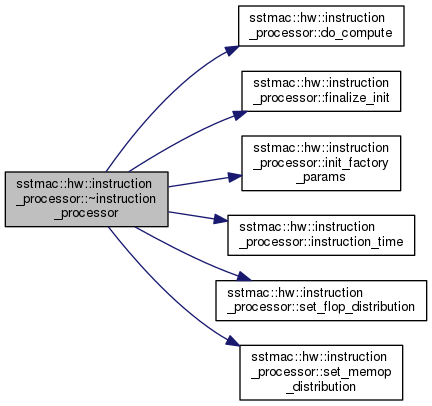 sstmac::hw::instruction
_processor::do_compute
sstmac::hw::instruction
_processor::finalize_init
sstmac::hw::instruction
_processor::init_factory
_params
sstmac::hw::instruction
_processor::~instruction
_processor
sstmac::hw::instruction
_processor::instruction_time
sstmac::hw::instruction
_processor::set_flop_distribution
sstmac::hw::instruction
_processor::set_memop
_distribution